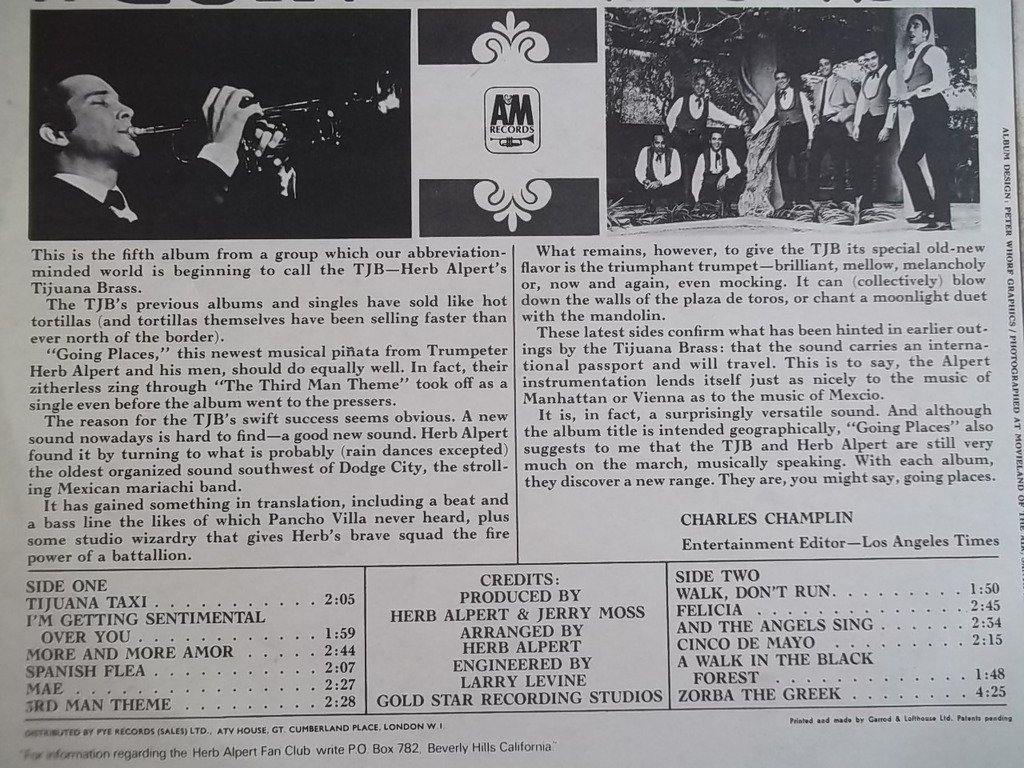 A&M
RECORDS
This is the fifth album from a group which our abbreviation-
minded world is beginning to call the TJB—Herb Alpert's
Tijuana Brass.
The TJB's previous albums and singles have sold like hot
tortillas (and tortillas themselves have been selling faster than
ever north of the border).
"Going Places," this newest musical piñata from Trumpeter
Herb Alpert and his men, should do equally well. In fact, their
zitherless zing through "The Third Man Theme" took off as a
single even before the album went to the pressers.
The reason for the TJB's swift success seems obvious. A new
sound nowadays is hard to find—a good new sound. Herb Alpert
found it by turning to what is probably (rain dances excepted)
the oldest organized sound southwest of Dodge City, the stroll-
ing Mexican mariachi band.
It has gained something in translation, including a beat and
a bass line the likes of which Pancho Villa never heard, plus
some studio wizardry that gives Herb's brave squad the fire
power of a battallion.
What remains, however, to give the TJB its special old-new
flavor is the triumphant trumpet—brilliant, mellow, melancholy
or, now and again, even mocking. It can (collectively) blow
down the walls of the plaza de toros, or chant a moonlight duet
with the mandolin.
These latest sides confirm what has been hinted in earlier out-
ings by the Tijuana Brass: that the sound carries an interna-
tional passport and will travel. This is to say, the Alpert
instrumentation lends itself just as nicely to the music of
Manhattan or Vienna as to the music of Mexcio.
It is, in fact, a surprisingly versatile sound. And although
the album title is intended geographically, "Going Places" also
suggests to me that the TJB and Herb Alpert are still very
much on the march, musically speaking. With each album,
they discover a new range. They are, you might say, going places.
CHARLES CHAMPLIN
Entertainment Editor—Los Angeles Times
SIDE ONE
TIJUANA TAXI . . . . . . . . . . . 2:05
I'M GETTING SENTIMENTAL
OVER YOU . . . . . . . . . . . . 1:59
MORE AND MORE AMOR . . . . . 2:44
SPANISH FLEA . . . . . . . . . . . 2:07
MAE . . . . . . . . . . . . . . . . . 2:27
3RD MAN THEME . . . . . . . . . 2:28
CREDITS:
PRODUCED BY
HERB ALPERT & JERRY MOSS
ARRANGED BY
HERB ALPERT
ENGINEERED BY
LARRY LEVINE
GOLD STAR RECORDING STUDIOS
SIDE TWO
WALK, DON'T RUN. . . . . . . . . 1:50
FELICIA . . . . . . . . . . . . . . . 2:45
AND THE ANGELS SING . . . . . . 2:34
CINCO DE MAYO . . . . . . . . . . 2:15
A WALK IN THE BLACK
FOREST . . . . . . . . . . . . . . 1:48
ZORBA THE GREEK . . . . . . . . 4:25
DISTRIBUTED BY PYE RECORDS (SALES) LTD., ATV HOUSE, GT. CUMBERLAND PLACE, LONDON W.1.
Printed and made by Garrod & Lofthouse Ltd. Patents pending
"For information regarding the Herb Alpert Fan Club write P.O. Box 782, Beverly Hills California."
ALBUM DESIGN: PETER WHORF GRAPHICS / PHOTOGRAPHED AT MOVIELAND OF THE AIR,